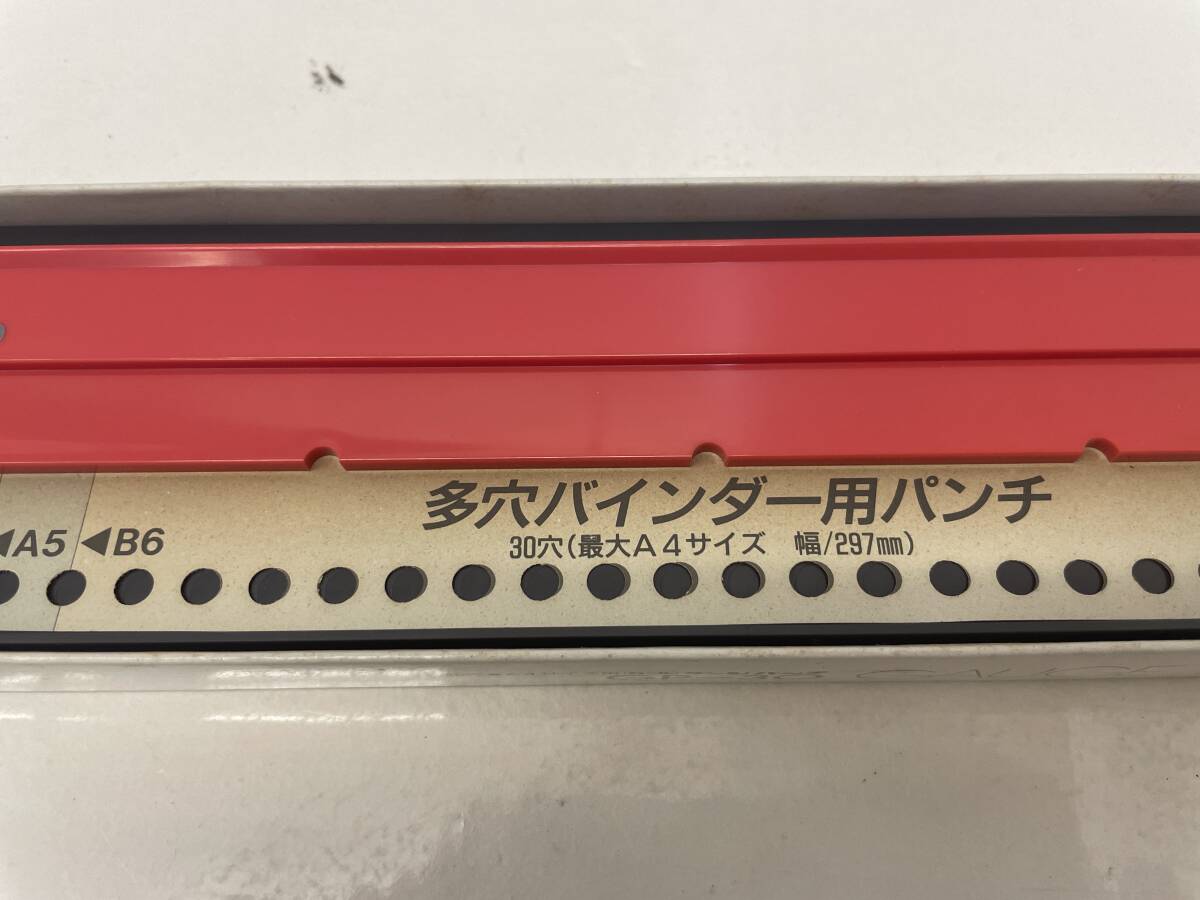 多穴バインダー用パンチ
◀A5 ◀B6
30穴(最大A4サイズ 幅/297mm)